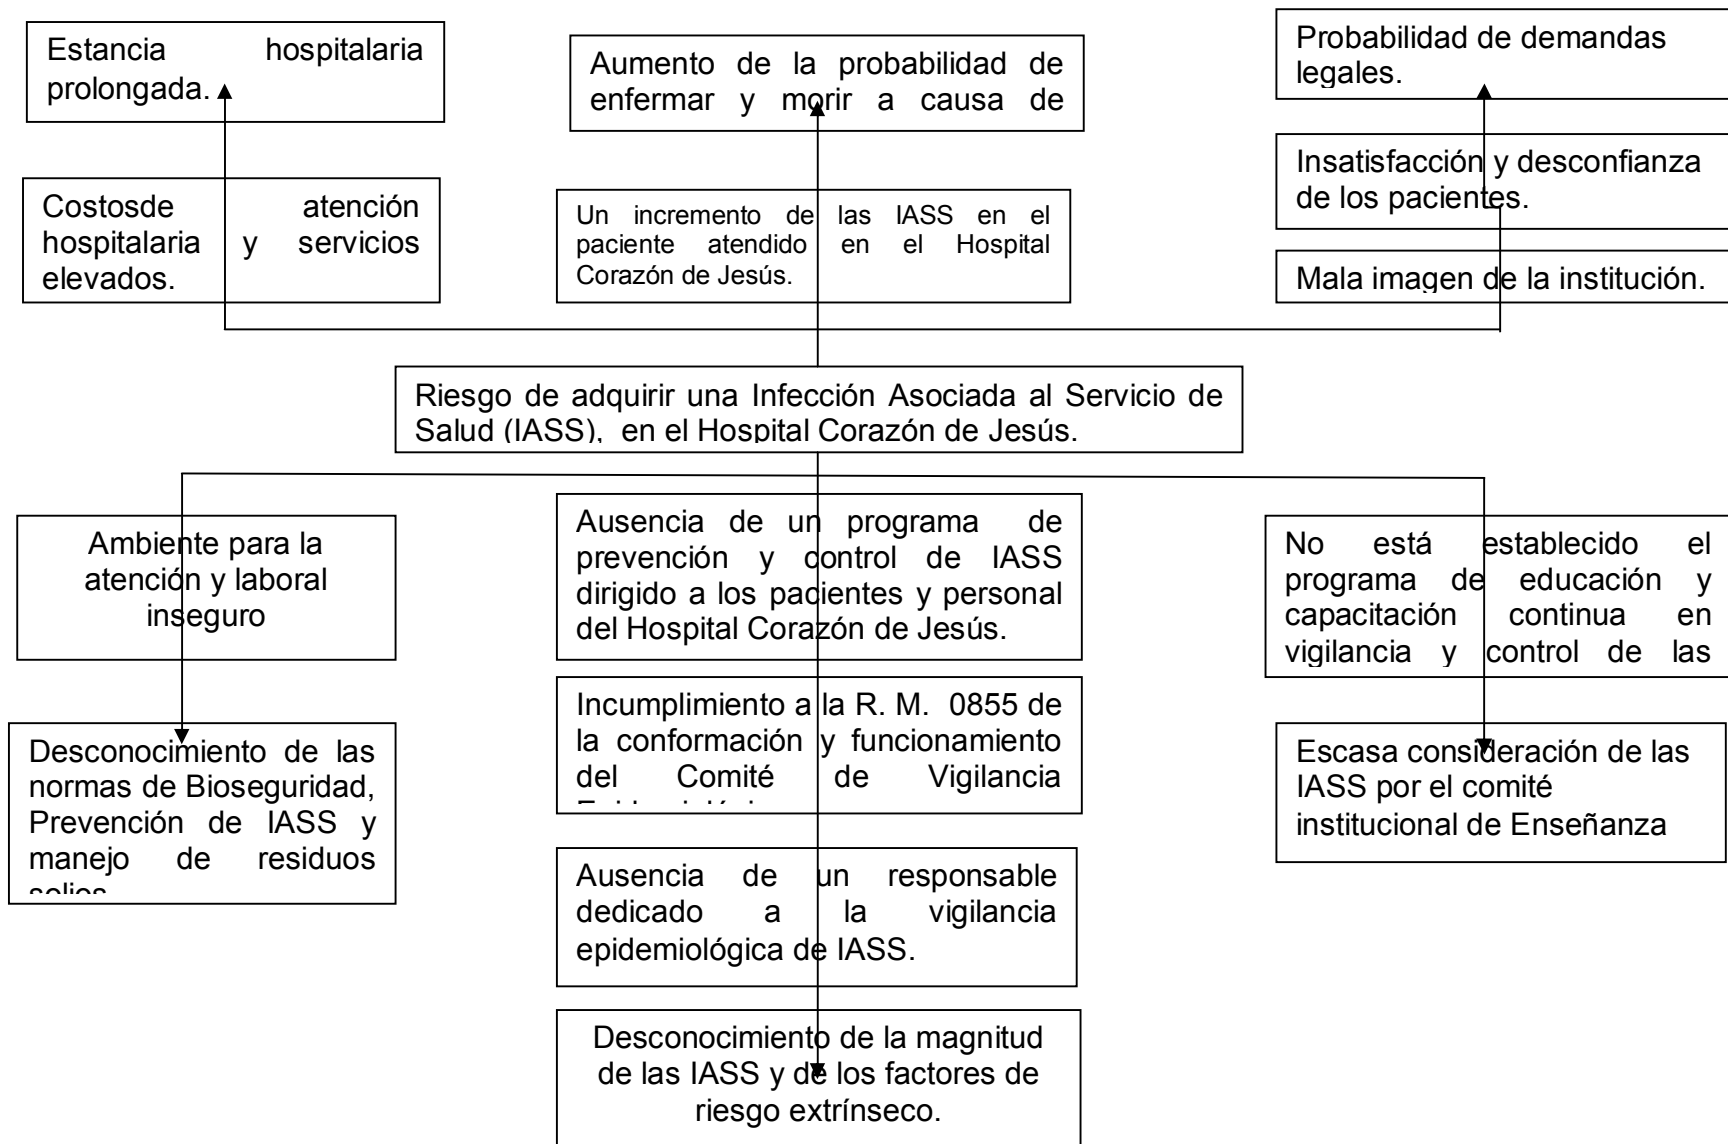 Estancia hospitalaria
prolongada.
Aumento de la probabilidad de
enfermar y morir a causa de
Probabilidad de demandas
legales.
Costosde atención
hospitalaria y servicios
elevados.
Un incremento de las IASS en el
paciente atendido en el Hospital
Corazón de Jesús.
Insatisfacción y desconfianza
de los pacientes.
Mala imagen de la institución.
Riesgo de adquirir una Infección Asociada al Servicio de
Salud (IASS), en el Hospital Corazón de Jesús.
Ambiente para la
atención y laboral
inseguro
Ausencia de un programa de
prevención y control de IASS
dirigido a los pacientes y personal
del Hospital Corazón de Jesús.
No está establecido el
programa de educación y
capacitación continua en
vigilancia y control de las
Desconocimiento de las
normas de Bioseguridad,
Prevención de IASS y
manejo de residuos
Incumplimiento a la R. M. 0855 de
la conformación y funcionamiento
del Comité de Vigilancia
Escasa consideración de las
IASS por el comité
institucional de Enseñanza
Ausencia de un responsable
dedicado a la vigilancia
epidemiológica de IASS.
Desconocimiento de la magnitud
de las IASS y de los factores de
riesgo extrínseco.